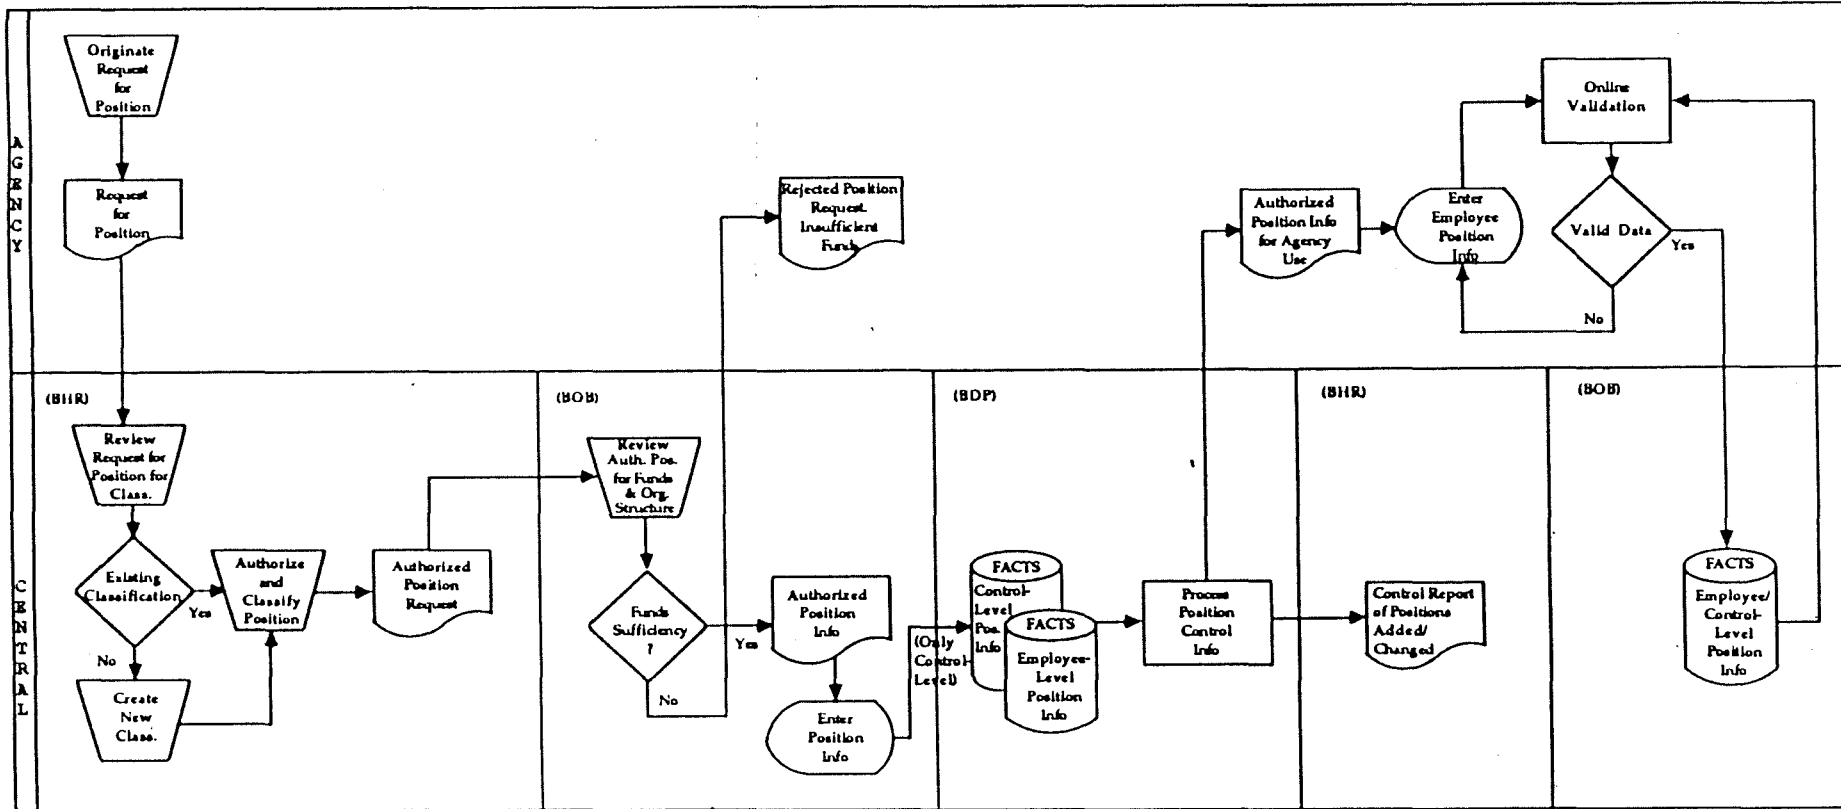 AGENCY
Originate
Request
for
Position
Request
for
Position
Rejected Position
Request.
Insufficient
Funds
Authorized
Position Info
for Agency
Use
Enter
Employee
Position
Info
Online
Validation
Valid Data
Yes
No
CENTRAL
(BHR)
Review
Request for
Position for
Class.
Existing
Classification
Yes
No
Create
New
Class.
Authorize
and
Classify
Position
Authorized
Position
Request
(BOB)
Review
Auth. Pos.
for Funds
& Org.
Structure
Funds
Sufficiency
?
Yes
No
Authorized
Position
Info
Enter
Position
Info
(BDP)
(Only
Control-
Level)
FACTS
Control-
Level
Pos.
Info
FACTS
Employee-
Level
Position
Info
Process
Position
Control
Info
(BHR)
Control Report
of Positions
Added/
Changed
(BOB)
FACTS
Employee/
Control-
Level
Position
Info